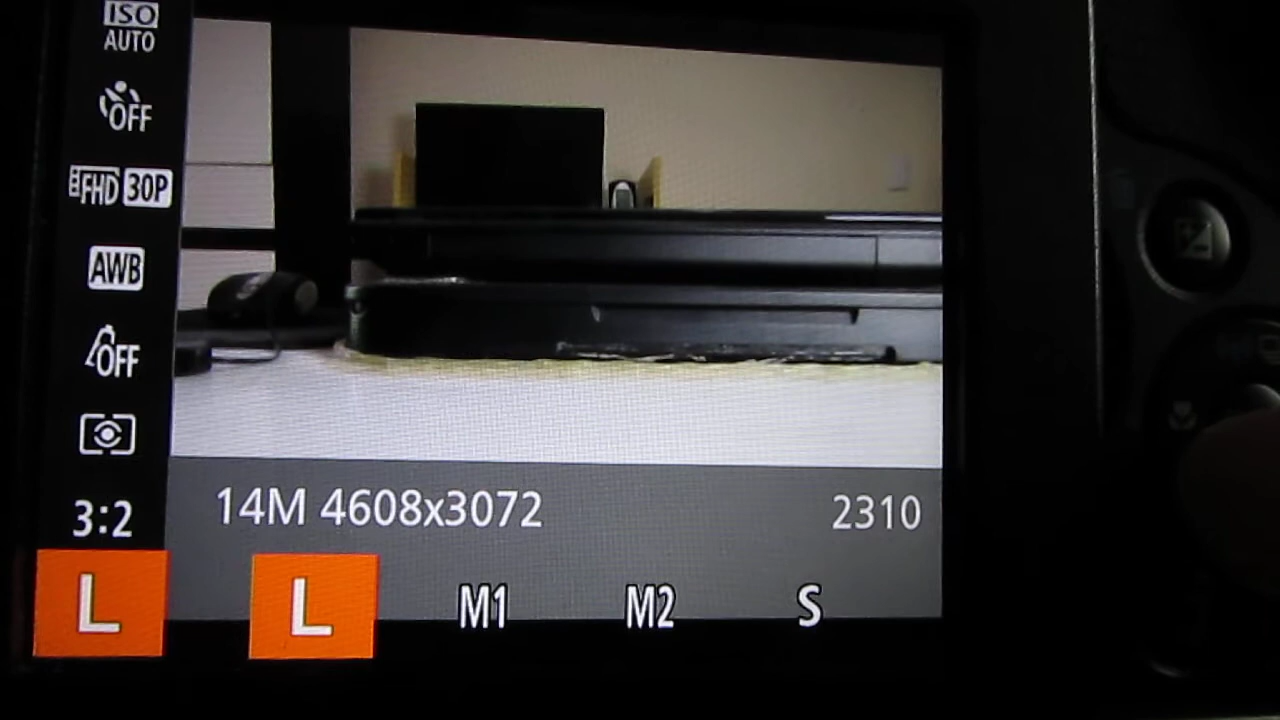 ISO
AUTO
OFF
FHD 30P
AWB
OFF
3:2
14M 4608x3072 2310
L L M1 M2 S